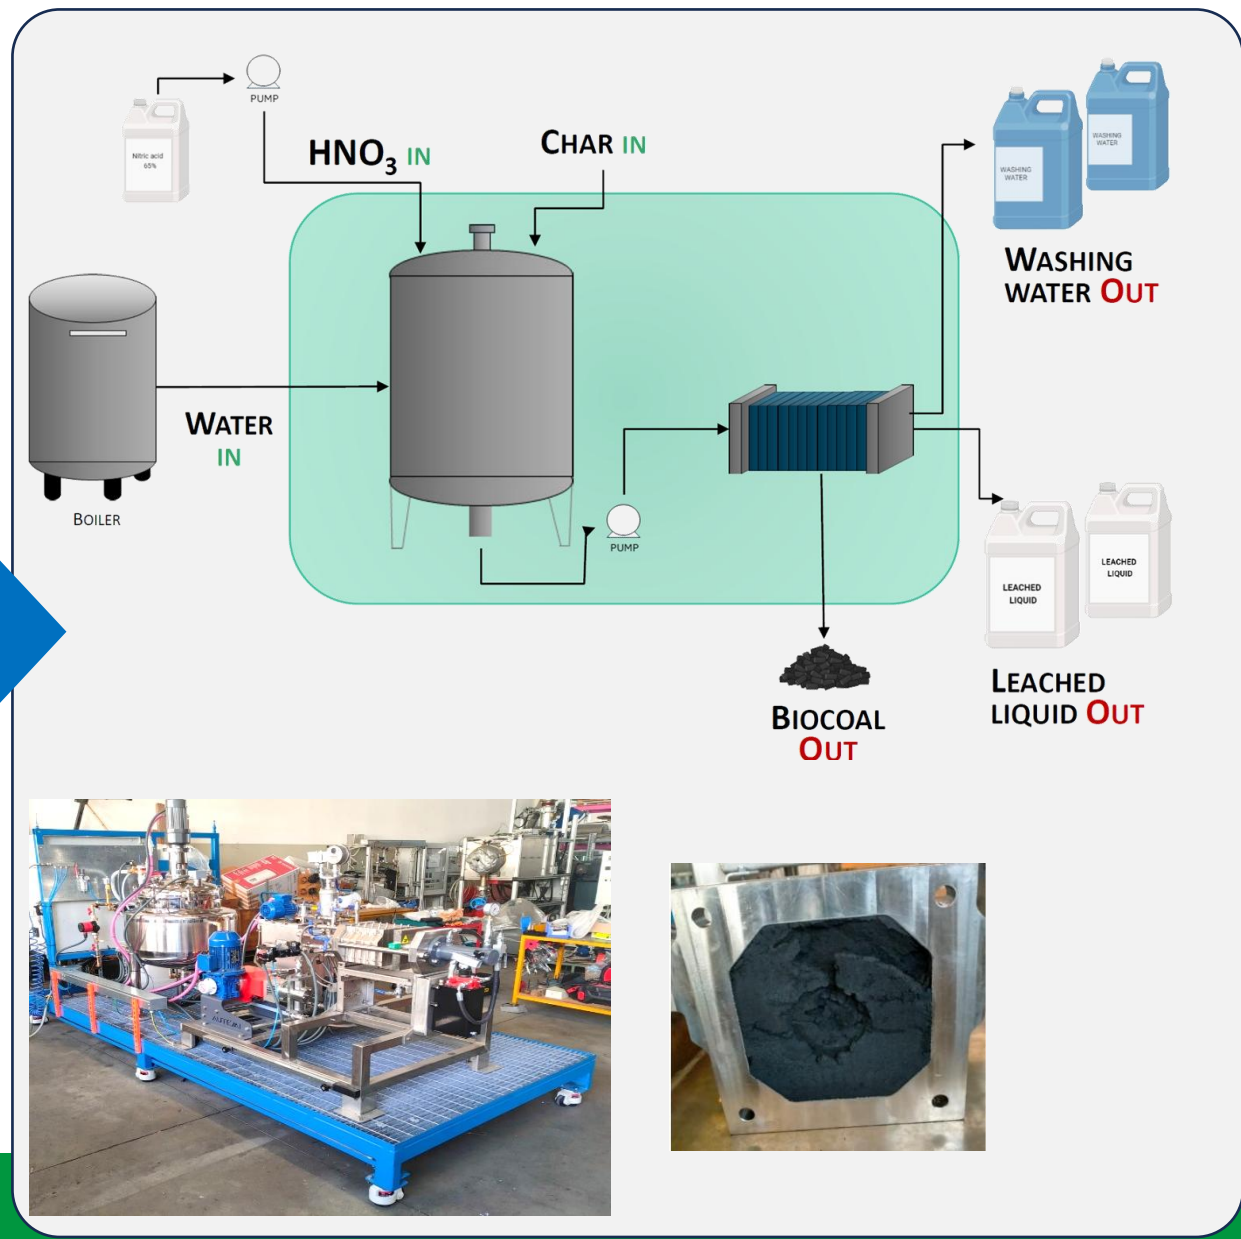 PUMP
Nitric acid
65%
HNO3 IN
CHAR IN
WASHING
WATER
WASHING
WATER
WASHING
WATER OUT
WATER
IN
BOILER
PUMP
LEACHED
LIQUID
LEACHED
LIQUID
LEACHED
LIQUID OUT
BIOCOAL
OUT